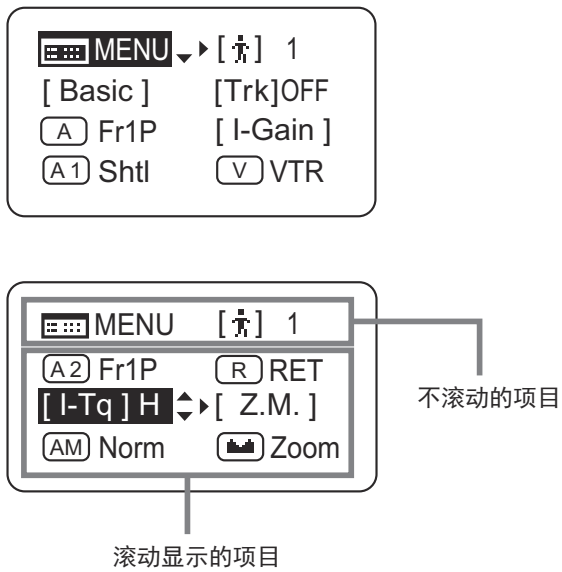 MENU [ ] 1
[ Basic ] [Trk]OFF
A Fr1P [ I-Gain ]
A1 Shtl V VTR
MENU [ ] 1
A2 Fr1P R RET
[ I-Tq ] H [ Z.M. ]
AM Norm Zoom
不滚动的项目
滚动显示的项目